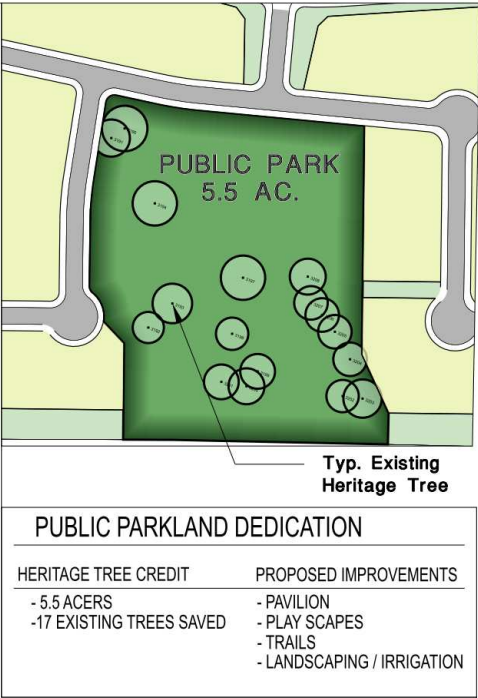 PUBLIC PARK
5.5 AC.
Typ. Existing
Heritage Tree
PUBLIC PARKLAND DEDICATION
HERITAGE TREE CREDIT
- 5.5 ACERS
-17 EXISTING TREES SAVED
PROPOSED IMPROVEMENTS
- PAVILION
- PLAY SCAPES
- TRAILS
- LANDSCAPING / IRRIGATION